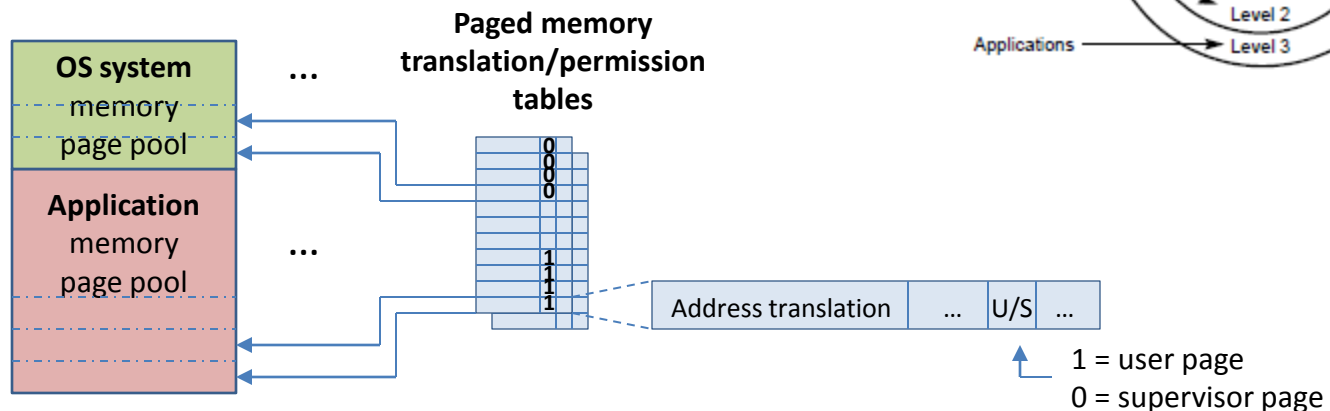 Paged memory
translation/permission
tables
Level 2
Applications
Level 3
OS system
memory
page pool
...
0
0
0
0
Application
memory
page pool
...
1
1
1
1
Address translation
...
U/S
...
1 = user page
0 = supervisor page